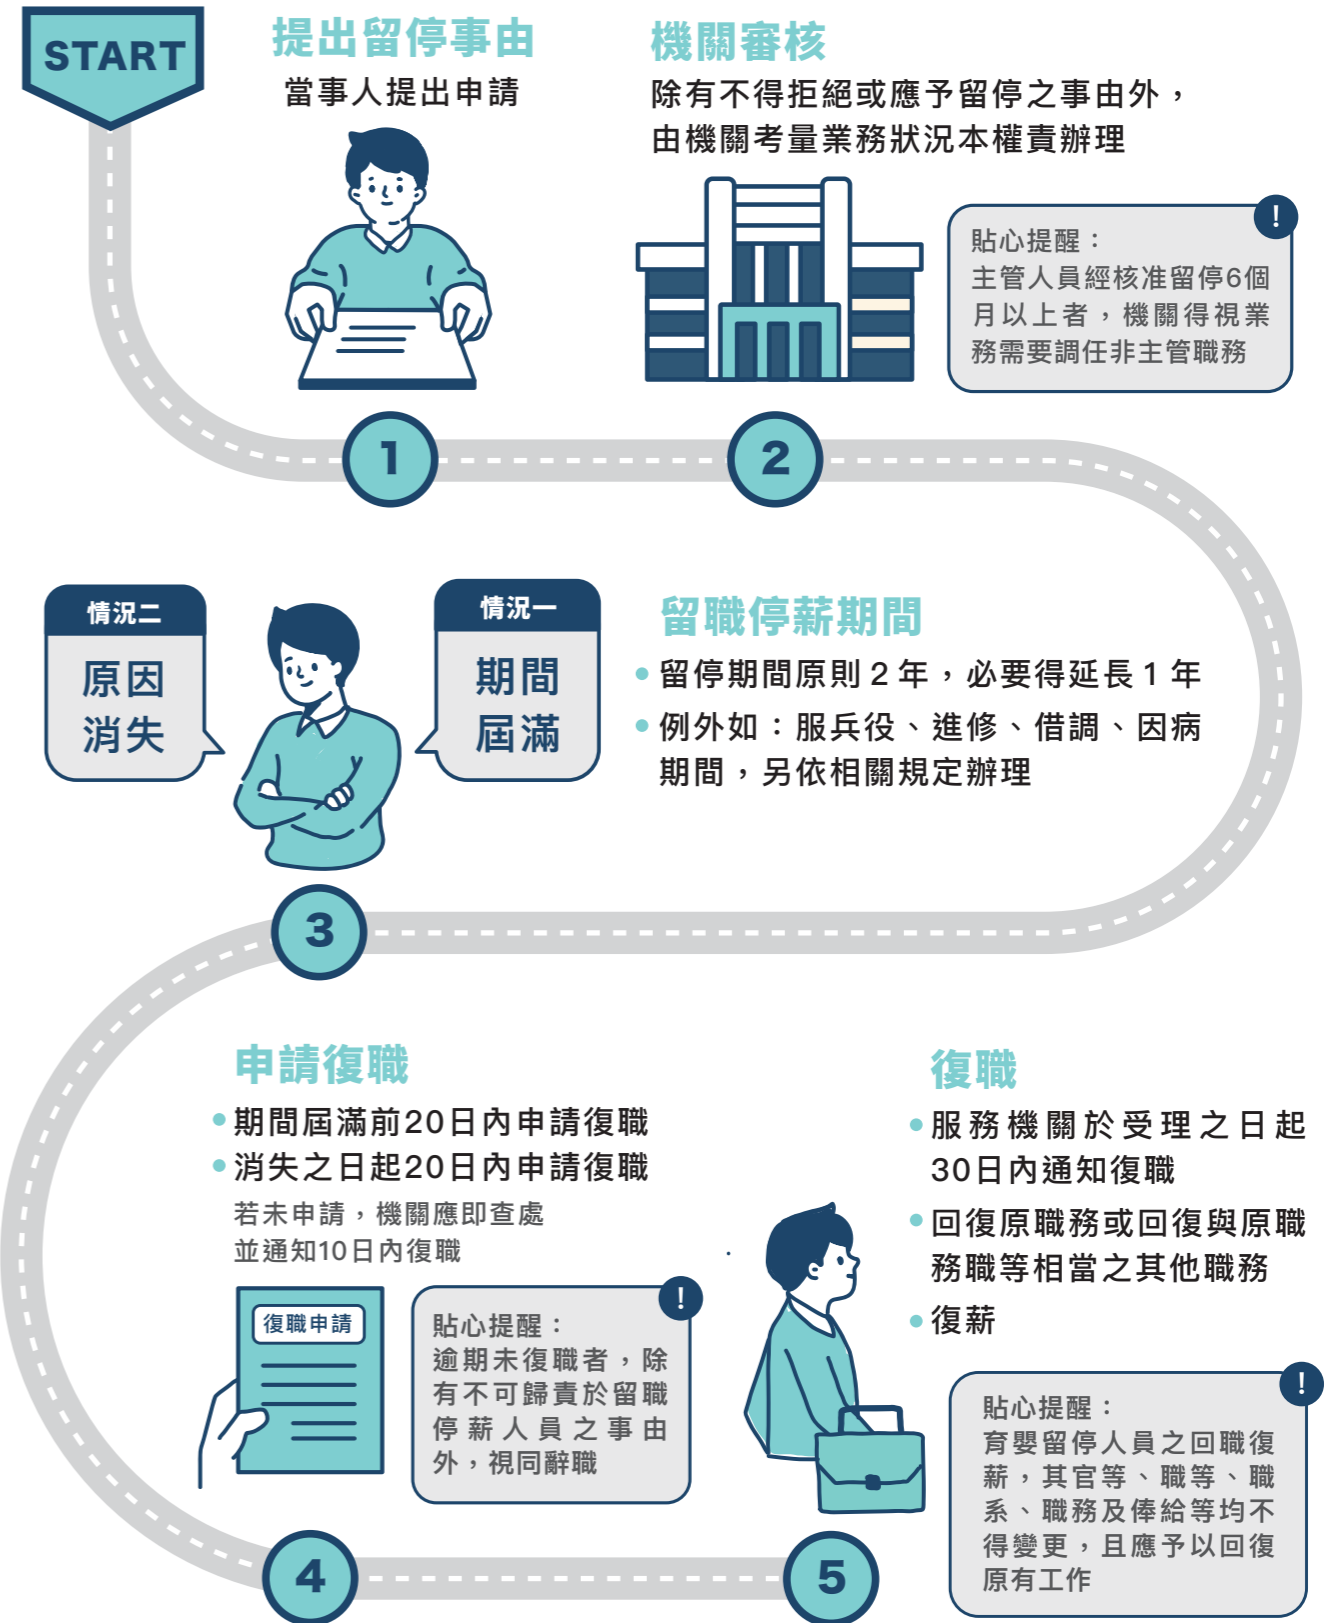 START
提出留停事由
當事人提出申請
機關審核
除有不得拒絕或應予留停之事由外，
由機關考量業務狀況本權責辦理
!
貼心提醒：
主管人員經核准留停6個
月以上者，機關得視業
務需要調任非主管職務
1
2
情況二
原因
消失
情況一
期間
屆滿
留職停薪期間
留停期間原則 2 年，必要得延長 1 年
例外如：服兵役、進修、借調、因病
期間，另依相關規定辦理
3
申請復職
期間屆滿前20日內申請復職
消失之日起20日內申請復職
若未申請，機關應即查處
並通知10日內復職
復職申請
!
貼心提醒：
逾期未復職者，除
有不可歸責於留職
停薪人員之事由
外，視同辭職
4
復職
服務機關於受理之日起
30日內通知復職
回復原職務或回復與原職
務職等相當之其他職務
復薪
!
貼心提醒：
育嬰留停人員之回職復
薪，其官等、職等、職
系、職務及俸給等均不
得變更，且應予以回復
原有工作
5